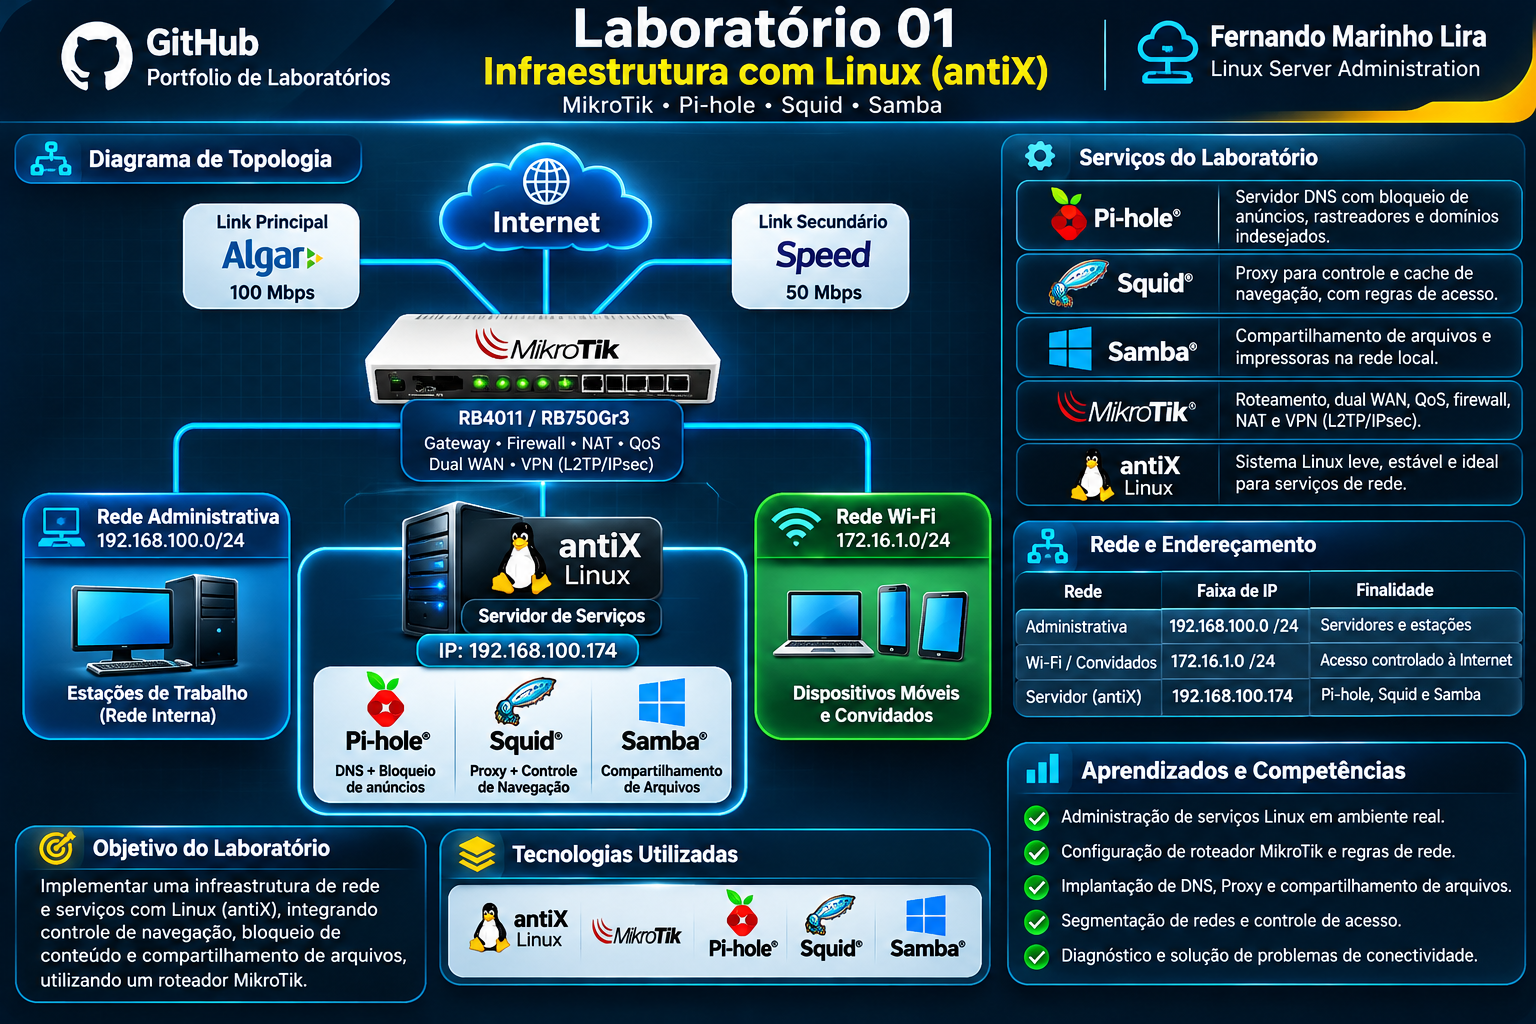 GitHub
Portfolio de Laboratórios
Laboratório 01
Infraestrutura com Linux (antiX)
MikroTik • Pi-hole • Squid • Samba
Fernando Marinho Lira
Linux Server Administration
Diagrama de Topologia
Internet
Link Principal
Algar
100 Mbps
Link Secundário
Speed
50 Mbps
MikroTik
RB4011 / RB750Gr3
Gateway • Firewall • NAT • QoS
Dual WAN • VPN (L2TP/IPsec)
Rede Administrativa
192.168.100.0/24
Estações de Trabalho
(Rede Interna)
antiX
Linux
Servidor de Serviços
IP: 192.168.100.174
Pi-hole®
DNS + Bloqueio
de anúncios
Squid®
Proxy + Controle
de Navegação
Samba®
Compartilhamento
de Arquivos
Rede Wi-Fi
172.16.1.0/24
Dispositivos Móveis
e Convidados
Serviços do Laboratório
Pi-hole®
Servidor DNS com bloqueio de
anúncios, rastreadores e domínios
indesejados.
Squid®
Proxy para controle e cache de
navegação, com regras de acesso.
Samba®
Compartilhamento de arquivos e
impressoras na rede local.
MikroTik®
Roteamento, dual WAN, QoS, firewall,
NAT e VPN (L2TP/IPsec).
antiX
Linux
Sistema Linux leve, estável e ideal
para serviços de rede.
Rede e Endereçamento
Rede Faixa de IP Finalidade
Administrativa 192.168.100.0 /24 Servidores e estações
Wi-Fi / Convidados 172.16.1.0 /24 Acesso controlado à Internet
Servidor (antiX) 192.168.100.174 Pi-hole, Squid e Samba
Objetivo do Laboratório
Implementar uma infreastrutura de rede
e serviços com Linux (antiX), integrando
controle de navegação, bloqueio de
conteúdo e compartilhamento de arquivos,
utilizando um roteador MikroTik.
Tecnologias Utilizadas
antiX
Linux
MikroTik
Pi-hole®
Squid®
Samba®
Aprendizados e Competências
Administração de serviços Linux em ambiente real.
Configuração de roteador MikroTik e regras de rede.
Implantação de DNS, Proxy e compartilhamento de arquivos.
Segmentação de redes e controle de acesso.
Diagnóstico e solução de problemas de conectividade.